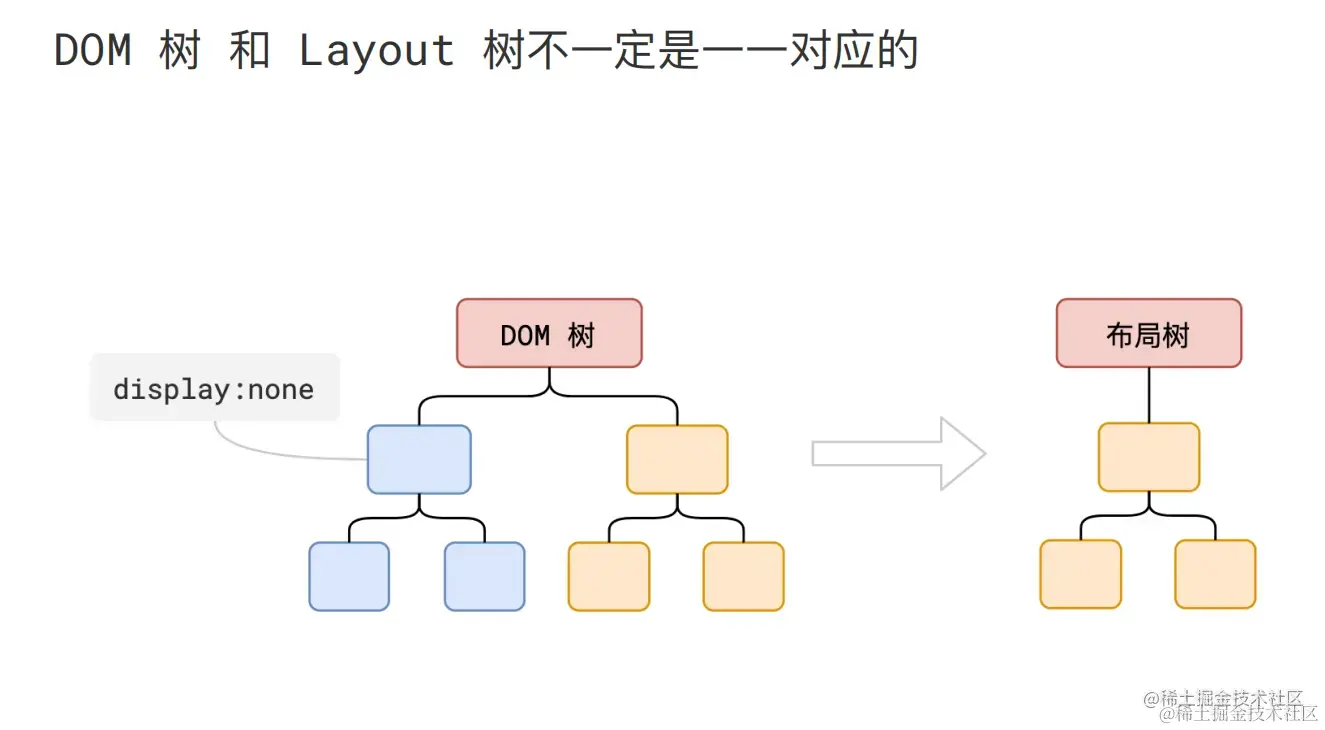 DOM 树 和 Layout 树不一定是一一对应的
DOM 树
布局树
display:none
@稀土掘金技术社区
@稀土掘金技术社区